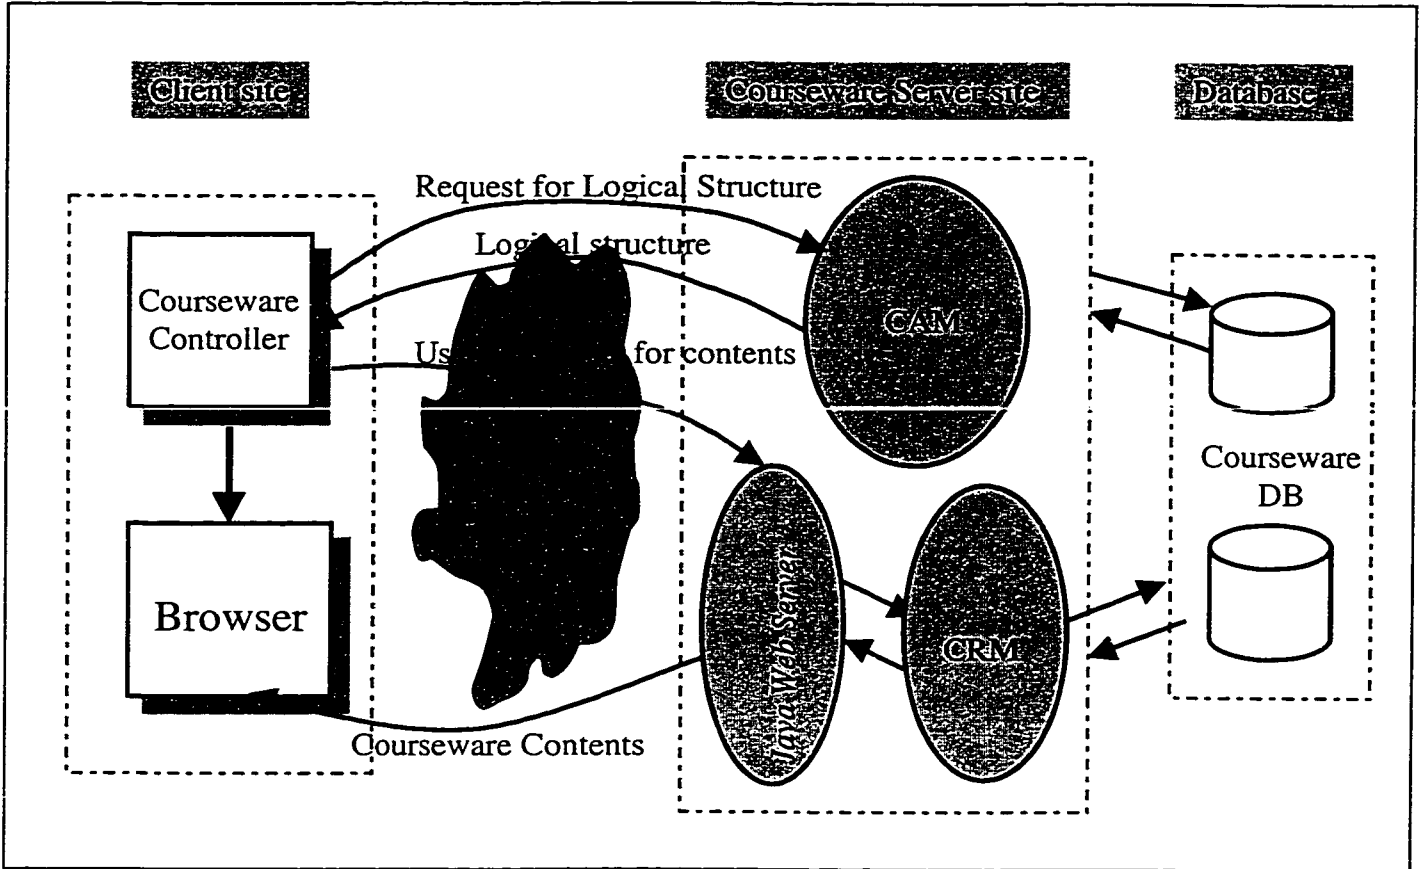 Client site
Courseware Server site
Database
Request for Logical Structure
Logical structure
Courseware
Controller
CAM
for contents
Courseware
DB
Browser
Java Web Server
CRM
Courseware Contents